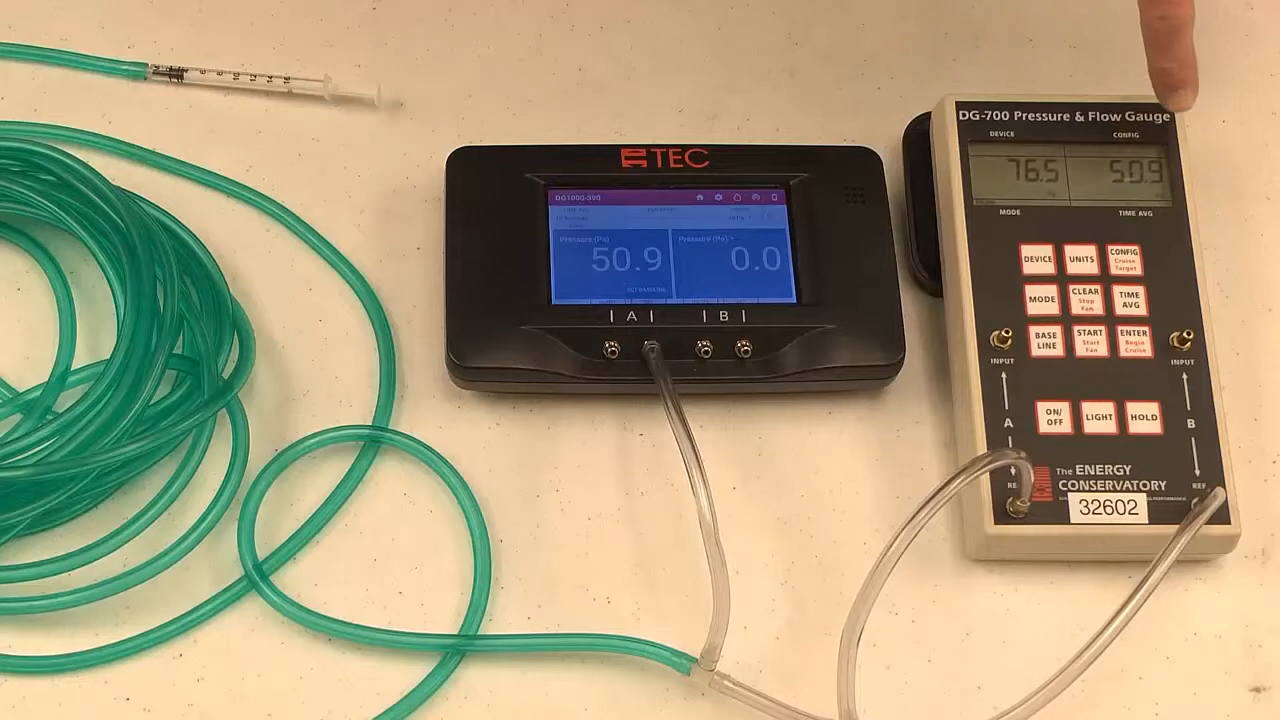 TEC
DG1000-390
Pressure (Pa)
50.9
Pressure (Pa)
0.0
A
B
DG-700 Pressure & Flow Gauge
DEVICE
CONFIG
76.5
Pa
50.9
MODE
TIME AVG
DEVICE
UNITS
CONFIG
Cruise
Target
MODE
CLEAR
Stop
Fan
TIME
AVG
BASE
LINE
START
Start
Fan
ENTER
Begin
Cruise
INPUT
INPUT
ON/
OFF
LIGHT
HOLD
A
B
REF
The ENERGY
CONSERVATORY
32602